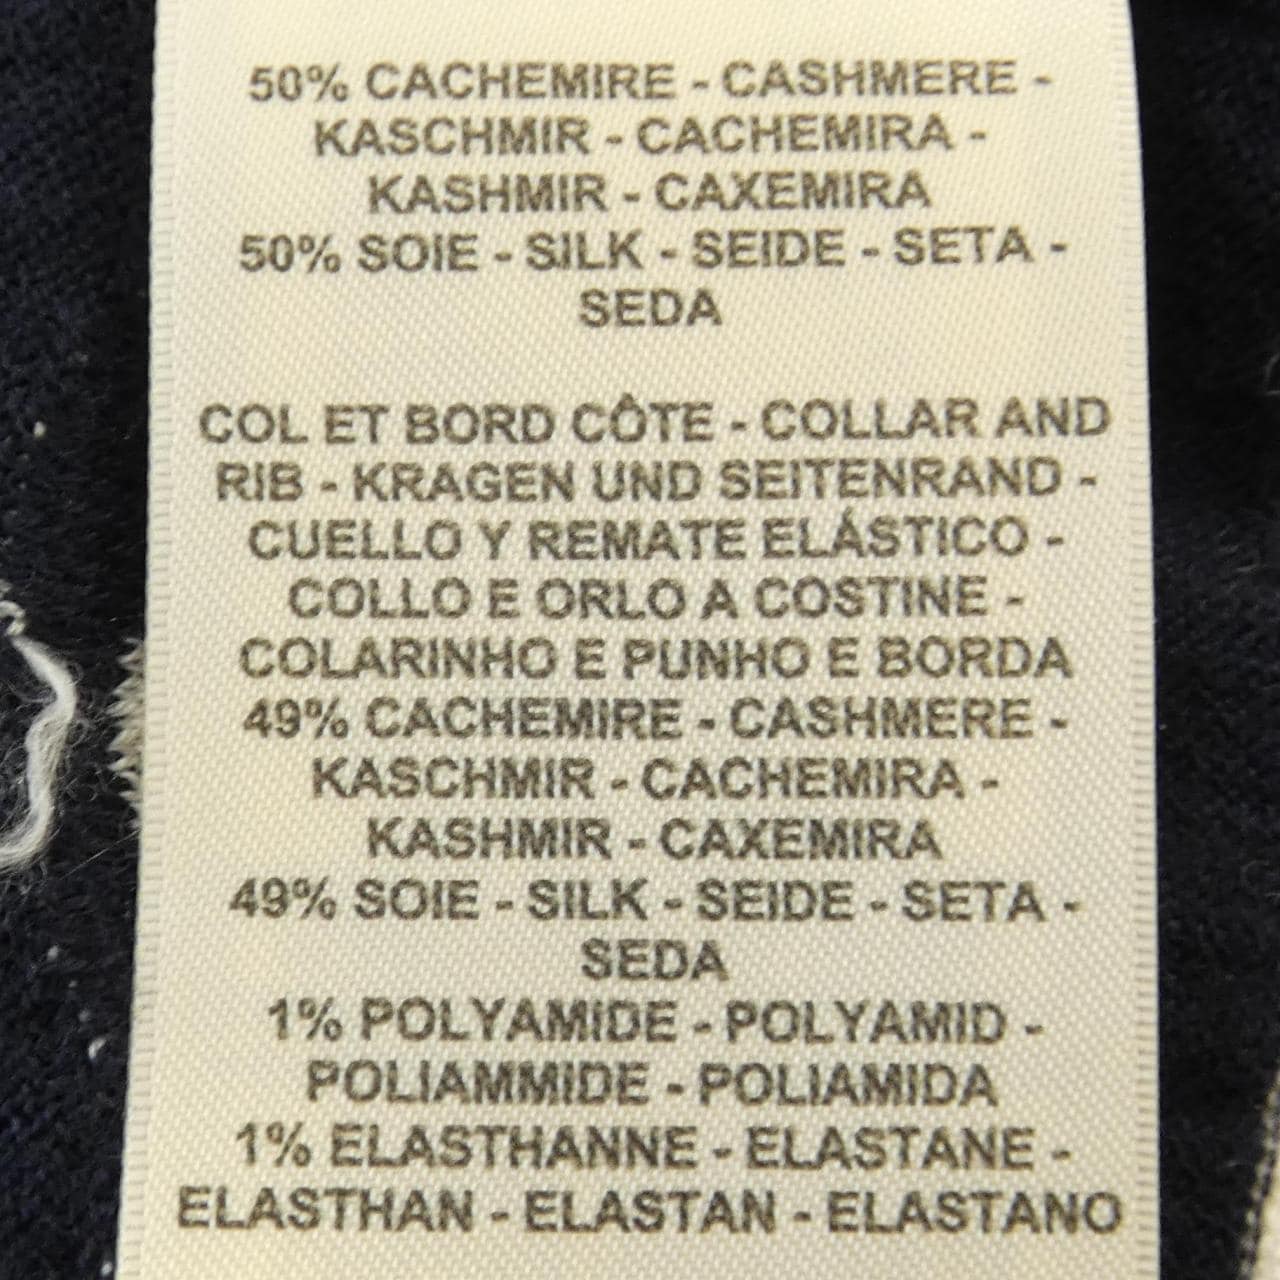 50% CACHEMIRE - CASHMERE -
KASCHMIR - CACHEMIRA -
KASHMIR - CAXEMIRA
50% SOIE - SILK - SEIDE - SETA -
SEDA
COL ET BORD CÔTE - COLLAR AND
RIB - KRAGEN UND SEITENRAND -
CUELLO Y REMATE ELÁSTICO -
COLLO E ORLO A COSTINE -
COLARINHO E PUNHO E BORDA
49% CACHEMIRE - CASHMERE -
KASCHMIR - CACHEMIRA -
KASHMIR - CAXEMIRA
49% SOIE - SILK - SEIDE - SETA -
SEDA
1% POLYAMIDE - POLYAMID -
POLIAMMIDE - POLIAMIDA
1% ELASTHANNE - ELASTANE -
ELASTHAN - ELASTAN - ELASTANO